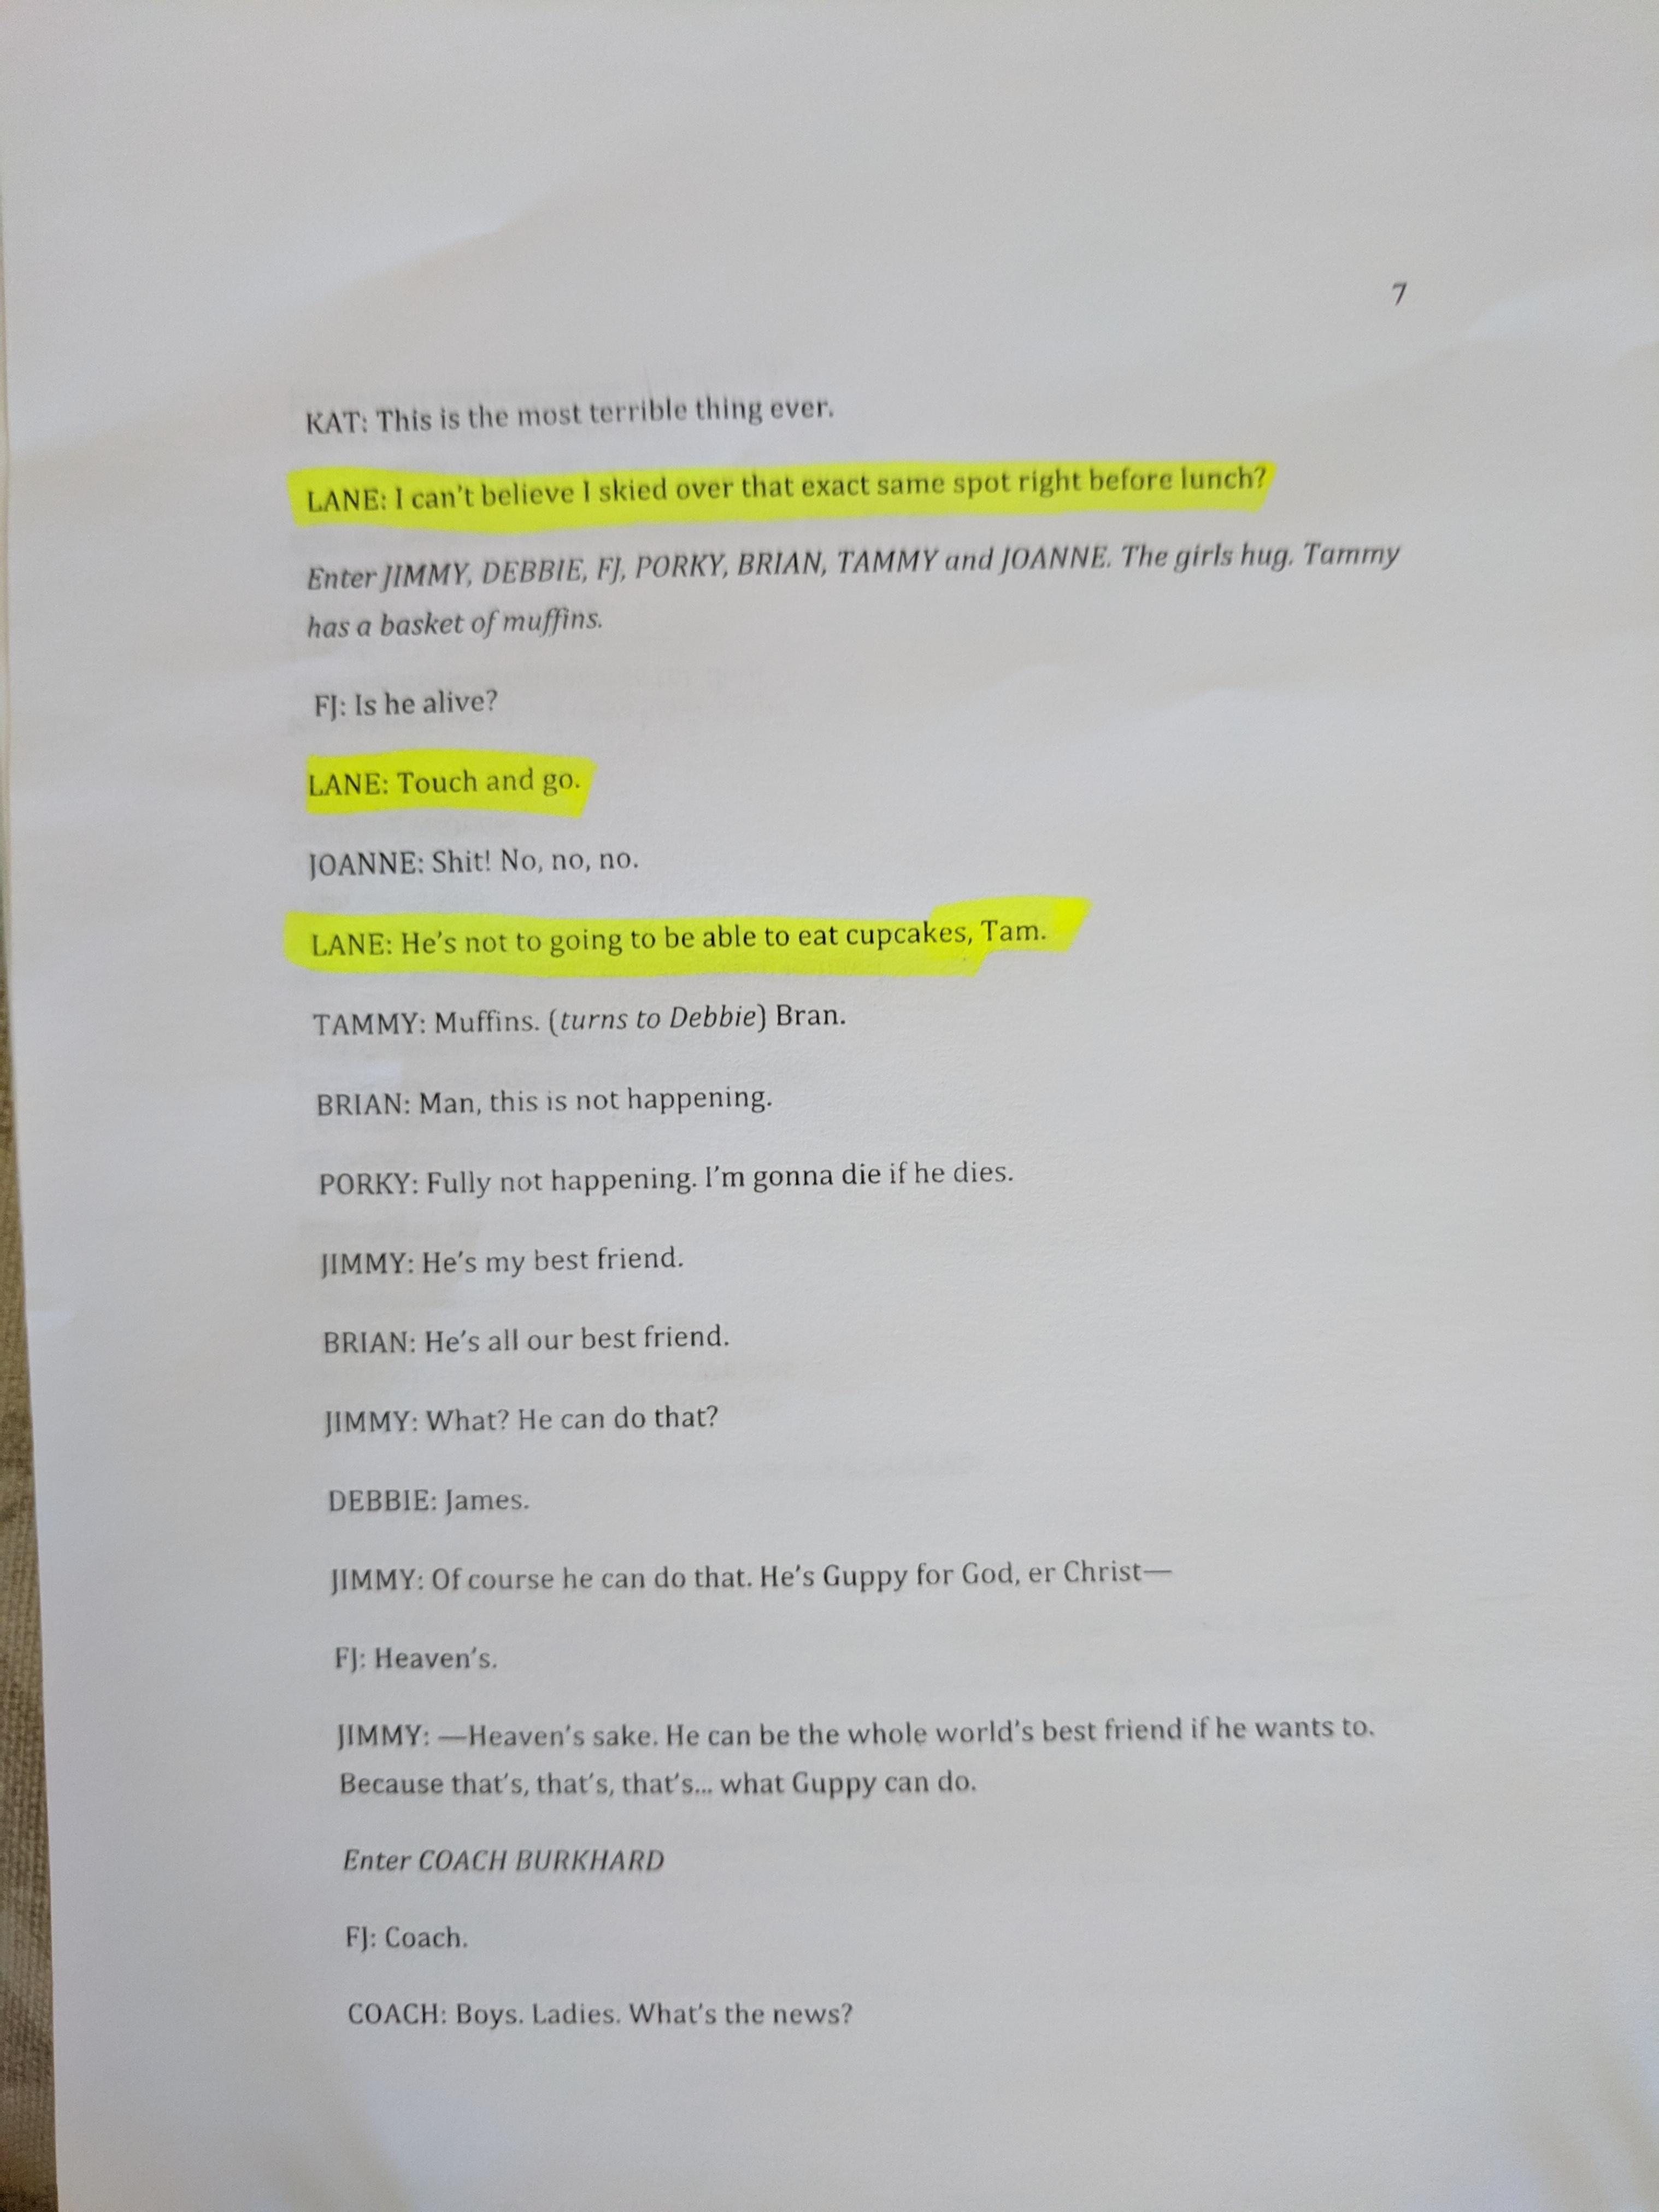 7
KAT: This is the most terrible thing ever.
LANE: I can't believe I skied over that exact same spot right before lunch?
Enter JIMMY, DEBBIE, FJ, PORKY, BRIAN, TAMMY and JOANNE. The girls hug. Tammy
has a basket of muffins.
FJ: Is he alive?
LANE: Touch and go.
JOANNE: Shit! No, no, no.
LANE: He's not to going to be able to eat cupcakes, Tam.
TAMMY: Muffins. (turns to Debbie) Bran.
BRIAN: Man, this is not happening.
PORKY: Fully not happening. I'm gonna die if he dies.
JIMMY: He's my best friend.
BRIAN: He's all our best friend.
JIMMY: What? He can do that?
DEBBIE: James.
JIMMY: Of course he can do that. He's Guppy for God, er Christ—
FJ: Heaven's.
JIMMY: —Heaven's sake. He can be the whole world's best friend if he wants to.
Because that's, that's, that's... what Guppy can do.
Enter COACH BURKHARD
FJ: Coach.
COACH: Boys. Ladies. What's the news?